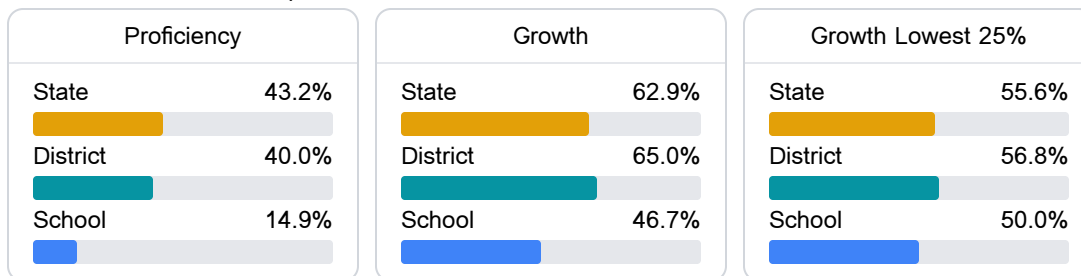 Proficiency
State 43.2%
District 40.0%
School 14.9%
Growth
State 62.9%
District 65.0%
School 46.7%
Growth Lowest 25%
State 55.6%
District 56.8%
School 50.0%